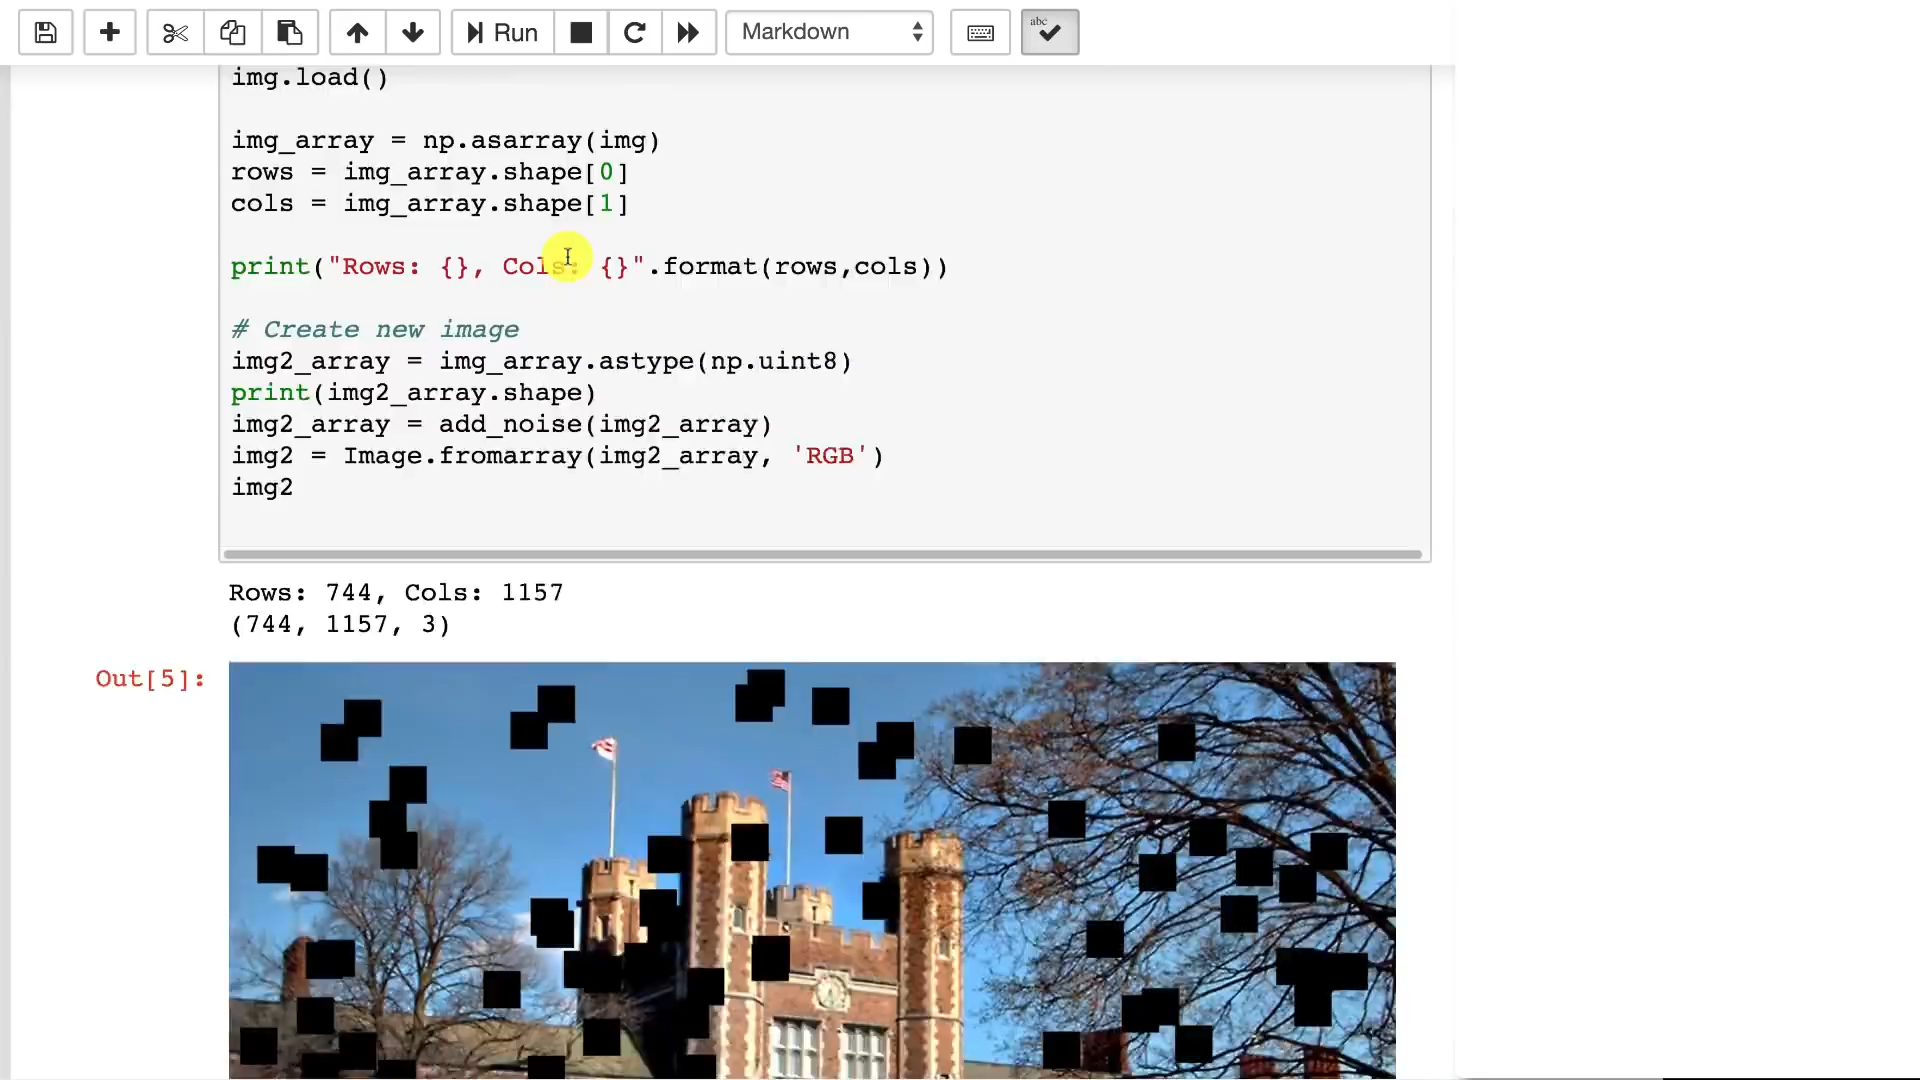 Run
Markdown
abc
img.load()
img_array = np.asarray(img)
rows = img_array.shape[0]
cols = img_array.shape[1]
print("Rows: {}, Cols: {}".format(rows,cols))
# Create new image
img2_array = img_array.astype(np.uint8)
print(img2_array.shape)
img2_array = add_noise(img2_array)
img2 = Image.fromarray(img2_array, 'RGB')
img2
Rows: 744, Cols: 1157
(744, 1157, 3)
Out[5]: